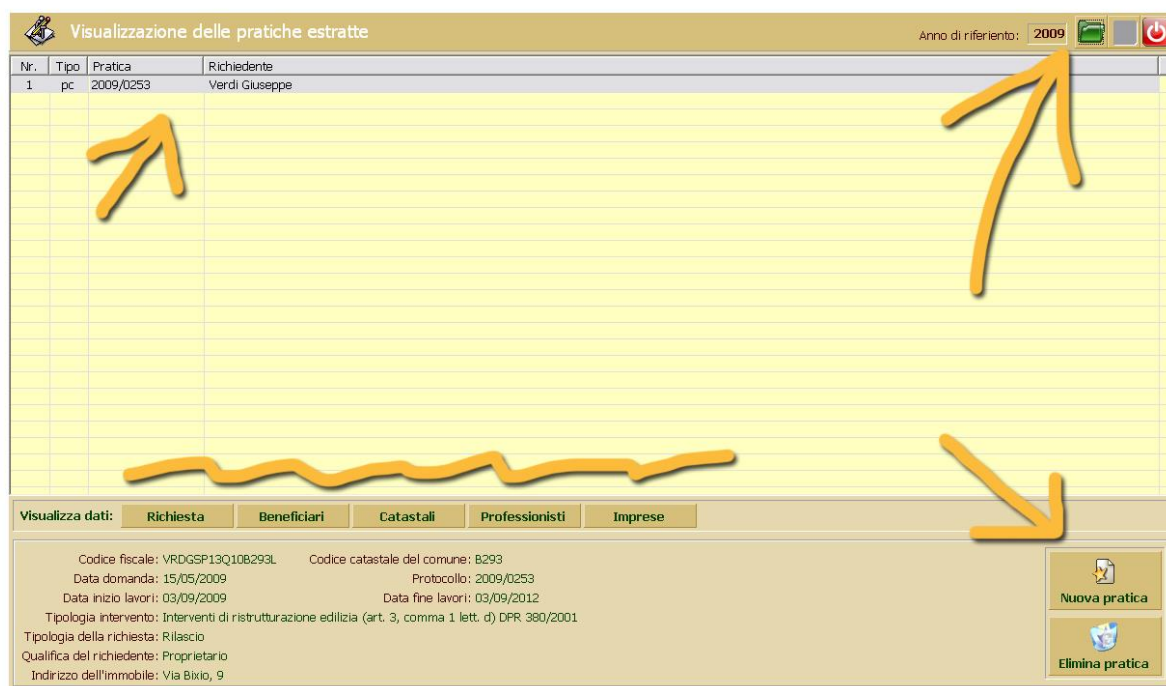 Visualizzazione delle pratiche estratte
Anno di riferiento: 2009
Nr. Tipo Pratica Richiedente
1 pc 2009/0253 Verdi Giuseppe
Visualizza dati: Richiesta Beneficiari Catastali Professionisti Imprese
Codice fiscale: VRDGSP13Q10B293L Codice catastale del comune: B293
Data domanda: 15/05/2009 Protocollo: 2009/0253
Data inizio lavori: 03/09/2009 Data fine lavori: 03/09/2012
Tipologia intervento: Interventi di ristrutturazione edilizia (art. 3, comma 1 lett. d) DPR 380/2001
Tipologia della richiesta: Rilascio
Qualifica del richiedente: Proprietario
Indirizzo dell'immobile: Via Bixio, 9
Nuova pratica
Elimina pratica